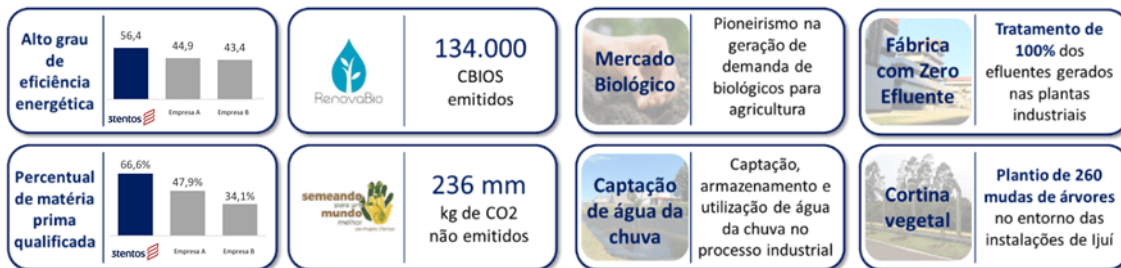 Alto grau
de
eficiência
energética
56,4
44,9
43,4
3tentos
Empresa A
Empresa B
RenovaBio
134.000
CBIOS
emitidos
Mercado
Biológico
Pioneirismo na
geração de
demanda de
biológicos para
agricultura
Fábrica
com Zero
Efluente
Tratamento de
100% dos
efluentes gerados
nas plantas
industriais
Percentual
de matéria
prima
qualificada
66,6%
47,9%
34,1%
3tentos
Empresa A
Empresa B
semeando
para um
mundo
melhor
236 mm
kg de CO2
não emitidos
Captação
de água da
chuva
Captação,
armazenamento e
utilização de água
da chuva no
processo industrial
Cortina
vegetal
Plantio de 260
mudas de árvores
no entorno das
instalações de Ijuí